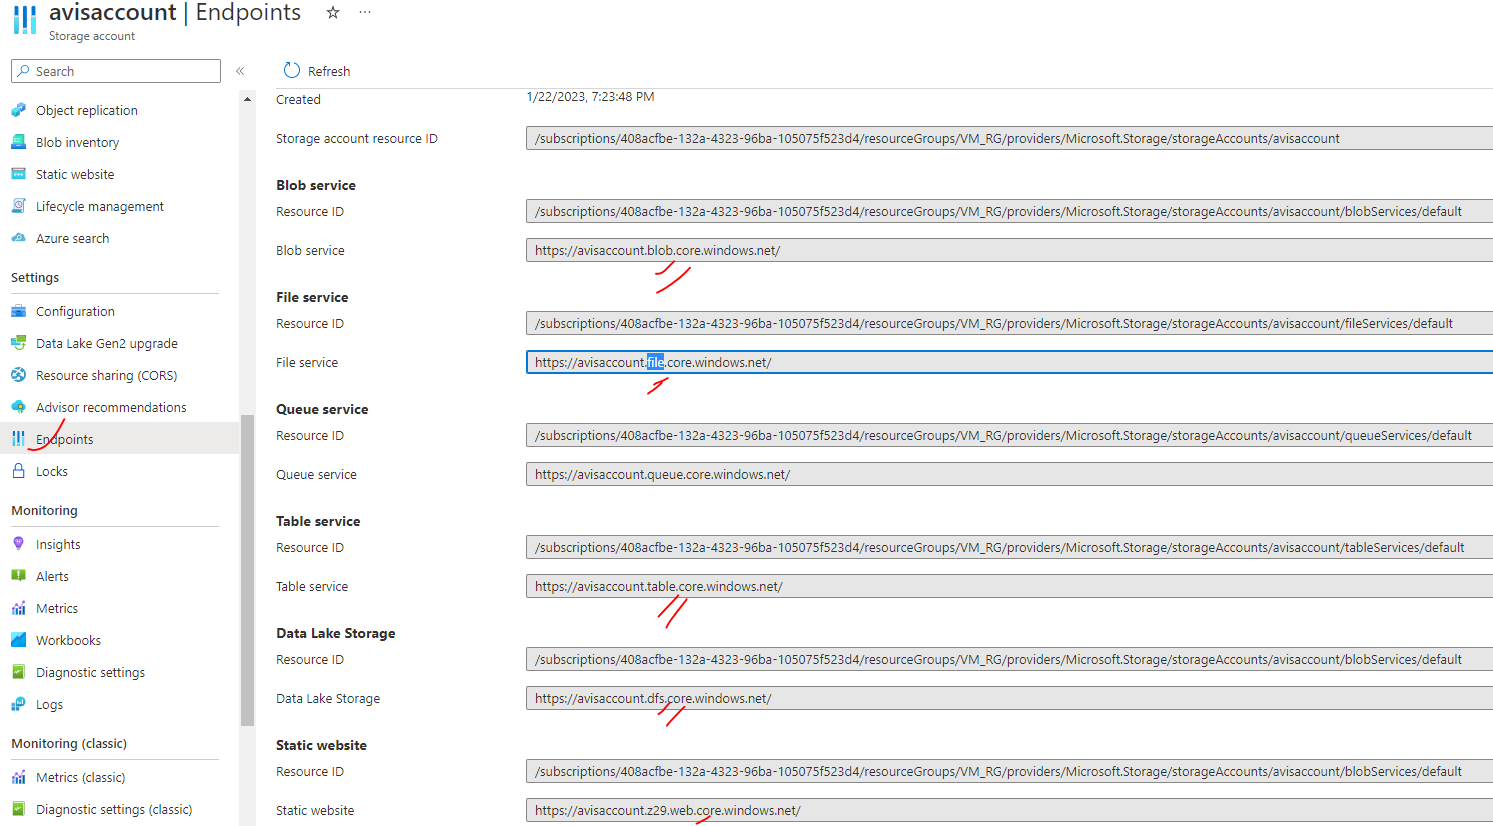 avisaccount | Endpoints ☆ ...
Storage account
Search «
Refresh
Object replication
Blob inventory
Static website
Lifecycle management
Azure search
Settings
Configuration
Data Lake Gen2 upgrade
Resource sharing (CORS)
Advisor recommendations
Endpoints
Locks
Monitoring
Insights
Alerts
Metrics
Workbooks
Diagnostic settings
Logs
Monitoring (classic)
Metrics (classic)
Diagnostic settings (classic)
Created 1/22/2023, 7:23:48 PM
Storage account resource ID /subscriptions/408acfbe-132a-4323-96ba-105075f523d4/resourceGroups/VM_RG/providers/Microsoft.Storage/storageAccounts/avisaccount
Blob service
Resource ID /subscriptions/408acfbe-132a-4323-96ba-105075f523d4/resourceGroups/VM_RG/providers/Microsoft.Storage/storageAccounts/avisaccount/blobServices/default
Blob service https://avisaccount.blob.core.windows.net/
File service
Resource ID /subscriptions/408acfbe-132a-4323-96ba-105075f523d4/resourceGroups/VM_RG/providers/Microsoft.Storage/storageAccounts/avisaccount/fileServices/default
File service https://avisaccount.file.core.windows.net/
Queue service
Resource ID /subscriptions/408acfbe-132a-4323-96ba-105075f523d4/resourceGroups/VM_RG/providers/Microsoft.Storage/storageAccounts/avisaccount/queueServices/default
Queue service https://avisaccount.queue.core.windows.net/
Table service
Resource ID /subscriptions/408acfbe-132a-4323-96ba-105075f523d4/resourceGroups/VM_RG/providers/Microsoft.Storage/storageAccounts/avisaccount/tableServices/default
Table service https://avisaccount.table.core.windows.net/
Data Lake Storage
Resource ID /subscriptions/408acfbe-132a-4323-96ba-105075f523d4/resourceGroups/VM_RG/providers/Microsoft.Storage/storageAccounts/avisaccount/blobServices/default
Data Lake Storage https://avisaccount.dfs.core.windows.net/
Static website
Resource ID /subscriptions/408acfbe-132a-4323-96ba-105075f523d4/resourceGroups/VM_RG/providers/Microsoft.Storage/storageAccounts/avisaccount/blobServices/default
Static website https://avisaccount.z29.web.core.windows.net/